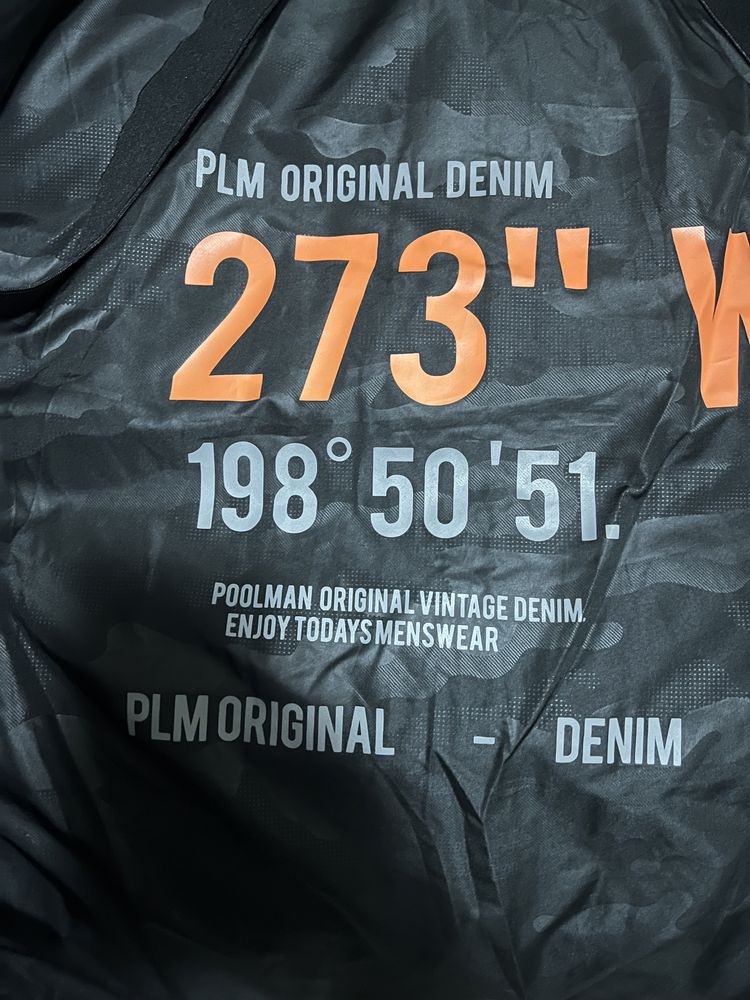 PLM ORIGINAL DENIM
273" W
198° 50 '51.
POOLMAN ORIGINAL VINTAGE DENIM.
ENJOY TODAYS MENSWEAR
PLM ORIGINAL - DENIM